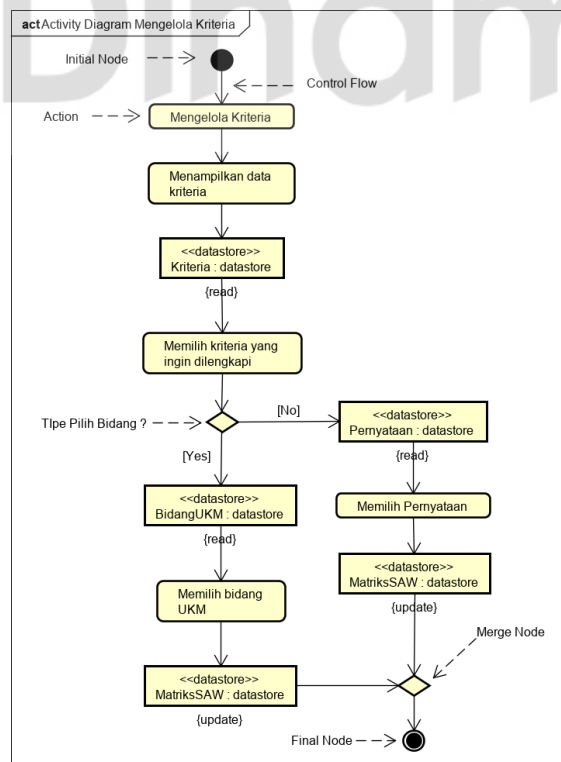 Dinam
act Activity Diagram Mengelola Kriteria
Initial Node
Control Flow
Action
Mengelola Kriteria
Menampilkan data
kriteria
<<datastore>>
Kriteria : datastore
{read}
Memilih kriteria yang
ingin dilengkapi
TIpe Pilih Bidang ?
[No]
[Yes]
<<datastore>>
Pernyataan : datastore
{read}
Memilih Pernyataan
<<datastore>>
MatriksSAW : datastore
{update}
<<datastore>>
BidangUKM : datastore
{read}
Memilih bidang
UKM
<<datastore>>
MatriksSAW : datastore
{update}
Merge Node
Final Node